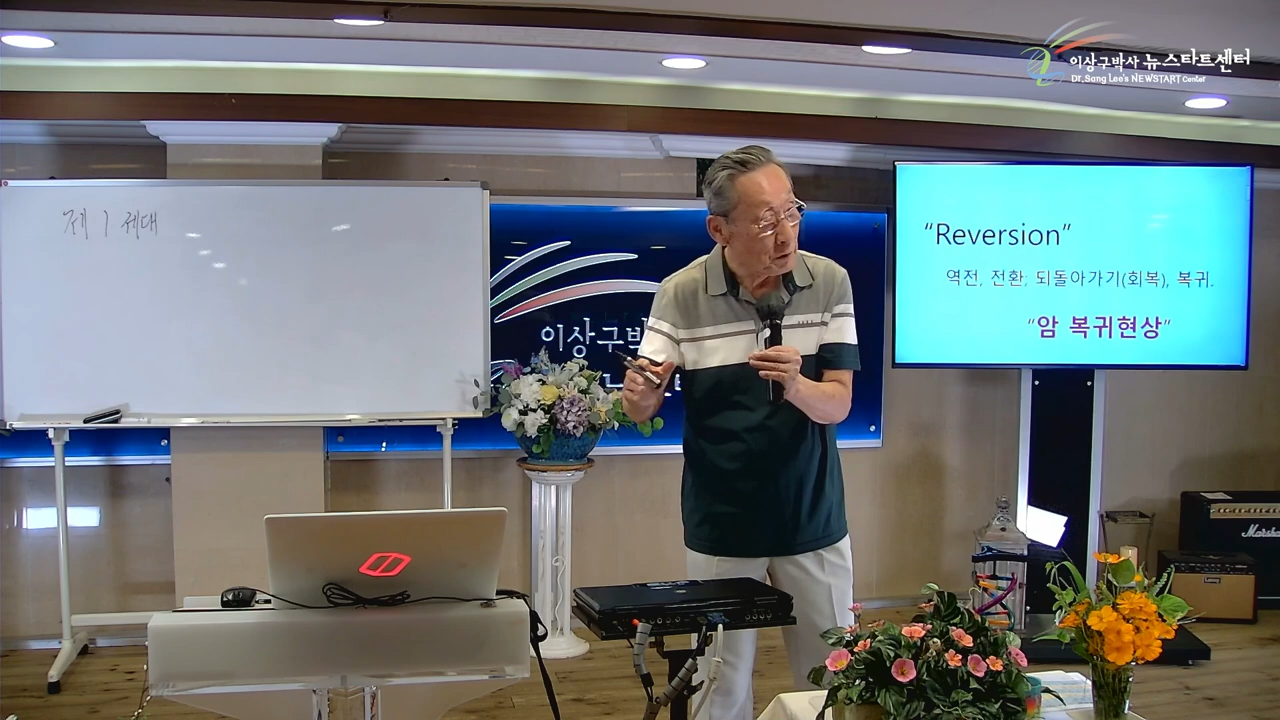 이상구박사 뉴스타트센터
Dr. Sang Lee's NEWSTART Center
제 1 세대
이상구박
"Reversion"
역전, 전환; 되돌아가기(회복), 복귀.
"암 복귀현상"
Marshall
Laney